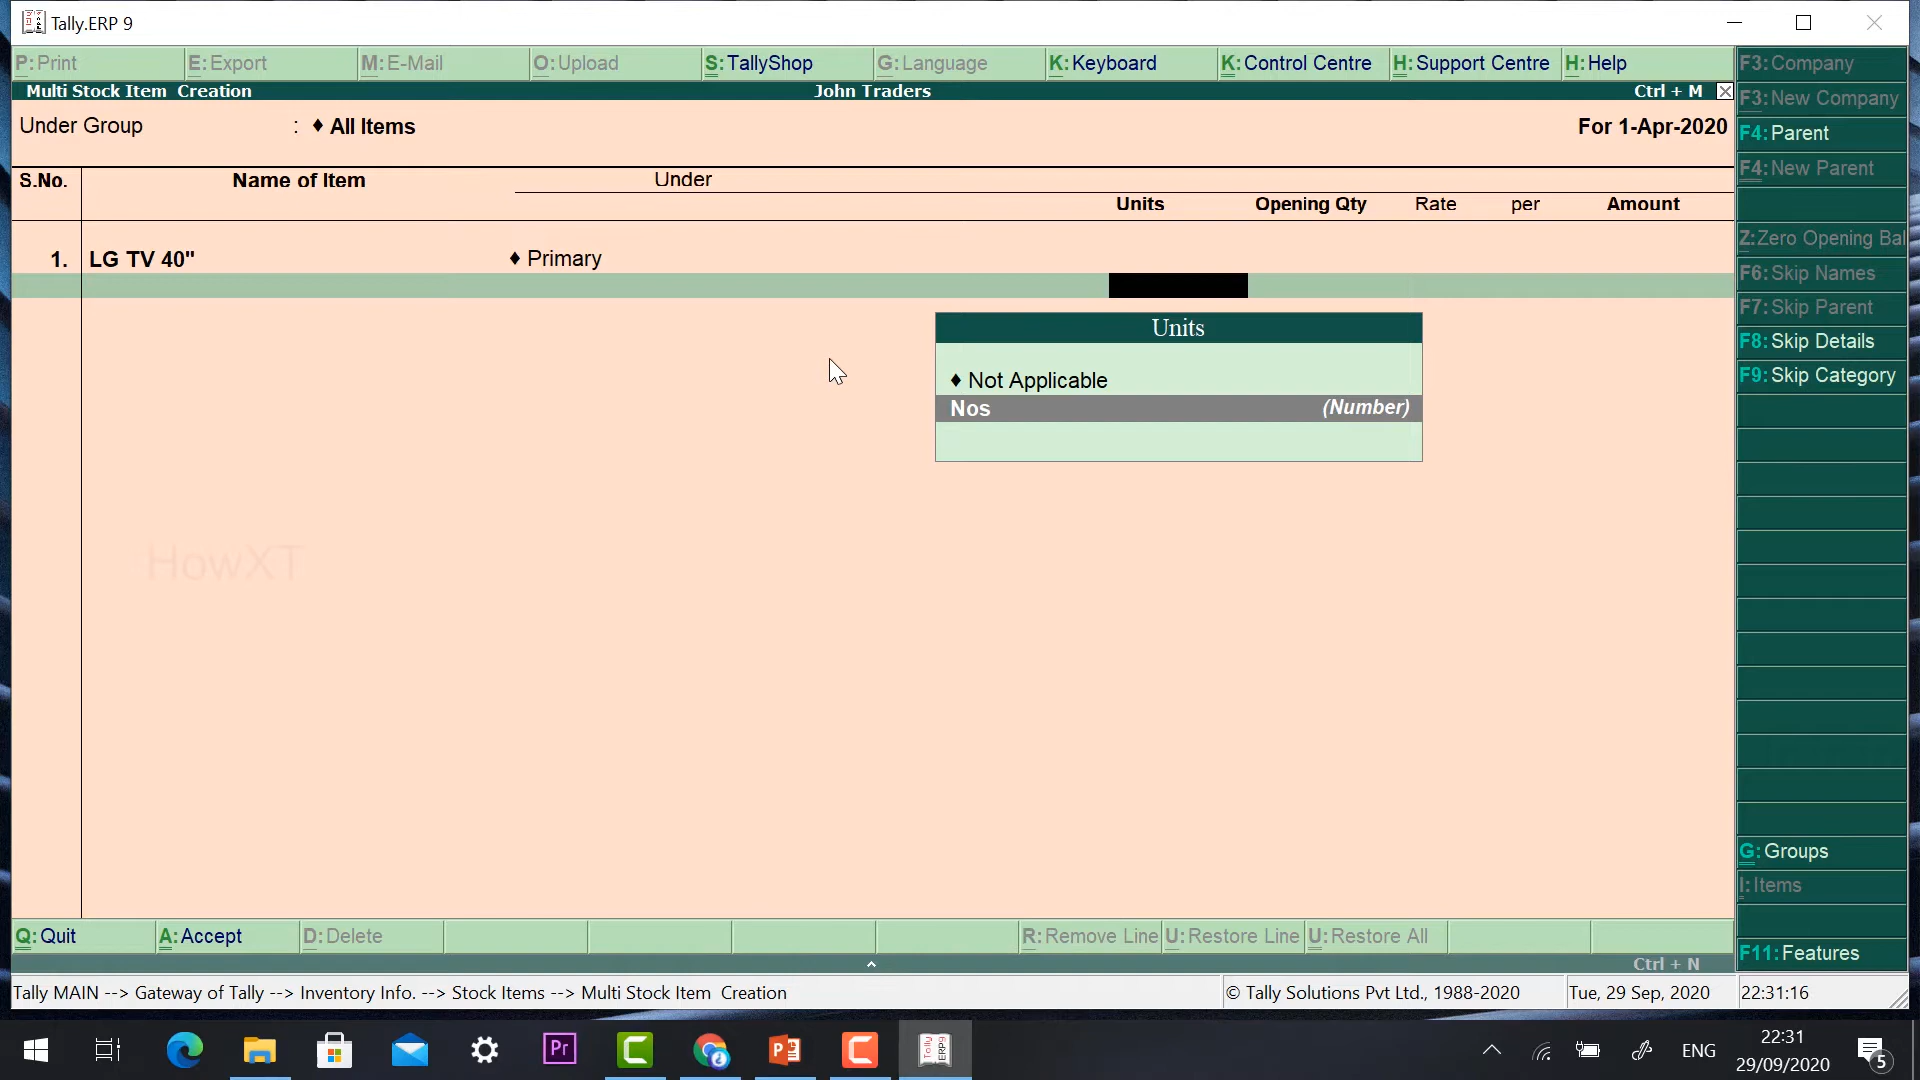 Tally.ERP 9
P: Print E: Export M: E-Mail O: Upload S: TallyShop G: Language K: Keyboard K: Control Centre H: Support Centre H: Help
Multi Stock Item Creation John Traders Ctrl + M
Under Group : ♦ All Items For 1-Apr-2020
S.No. Name of Item Under
Units Opening Qty Rate per Amount
1. LG TV 40" ♦ Primary
Units
♦ Not Applicable
Nos (Number)
HowXT
F3: Company
F3: New Company
F4: Parent
F4: New Parent
Z: Zero Opening Bal
F6: Skip Names
F7: Skip Parent
F8: Skip Details
F9: Skip Category
G: Groups
I: Items
F11: Features
Q: Quit A: Accept D: Delete R: Remove Line U: Restore Line U: Restore All
Ctrl + N
Tally MAIN --> Gateway of Tally --> Inventory Info. --> Stock Items --> Multi Stock Item Creation © Tally Solutions Pvt Ltd., 1988-2020 Tue, 29 Sep, 2020 22:31:16
Pr
Tally ERP9
ENG
22:31
29/09/2020
5